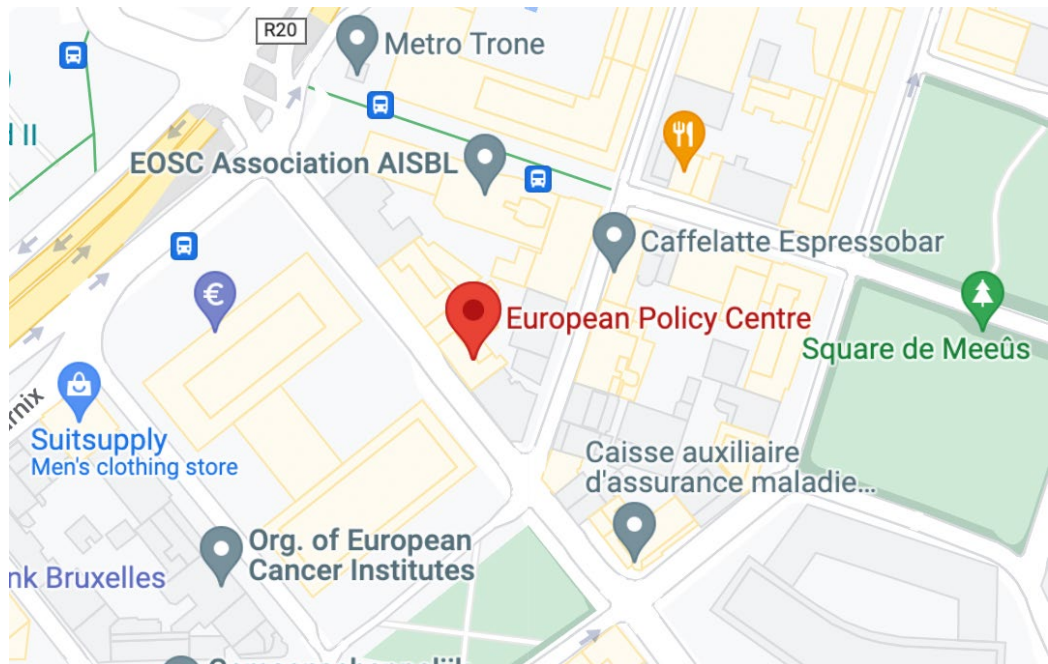 R20
Metro Trone
II
EOSC Association AISBL
Caffelatte Espressobar
€
European Policy Centre
Square de Meeûs
Suitsupply
Men's clothing store
Caisse auxiliaire
d'assurance maladie...
Org. of European
Cancer Institutes
Bruxelles